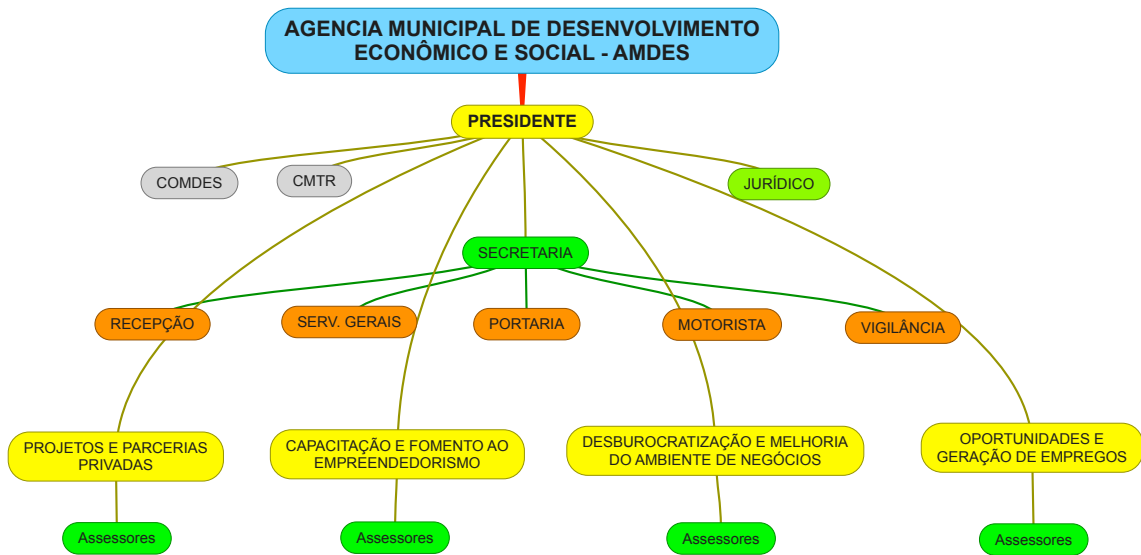 AGENCIA MUNICIPAL DE DESENVOLVIMENTO
ECONÔMICO E SOCIAL - AMDES
PRESIDENTE
COMDES
CMTR
JURÍDICO
SECRETARIA
RECEPÇÃO
SERV. GERAIS
PORTARIA
MOTORISTA
VIGILÂNCIA
PROJETOS E PARCERIAS
PRIVADAS
CAPACITAÇÃO E FOMENTO AO
EMPREENDEDORISMO
DESBUROCRATIZAÇÃO E MELHORIA
DO AMBIENTE DE NEGÓCIOS
OPORTUNIDADES E
GERAÇÃO DE EMPREGOS
Assessores
Assessores
Assessores
Assessores